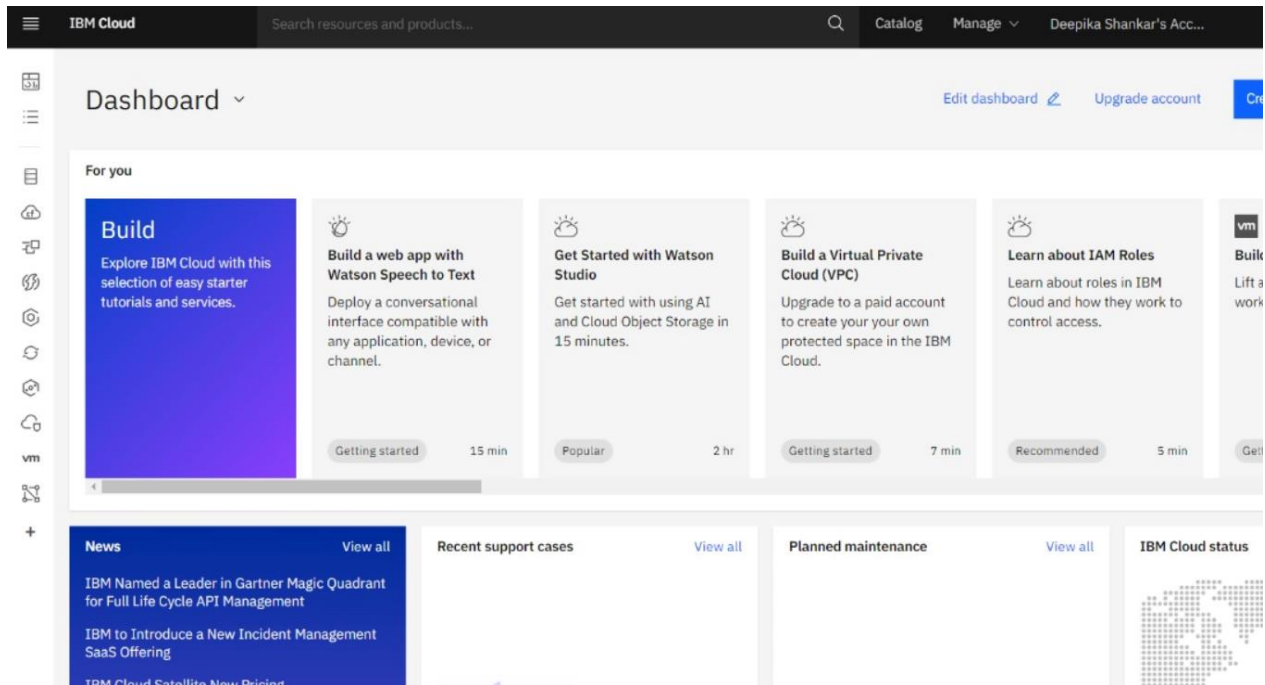 IBM Cloud
Search resources and products...
Catalog
Manage
Deepika Shankar's Acc...
Dashboard
Edit dashboard
Upgrade account
For you
Build
Explore IBM Cloud with this
selection of easy starter
tutorials and services.
Build a web app with
Watson Speech to Text
Deploy a conversational
interface compatible with
any application, device, or
channel.
Getting started
15 min
Get Started with Watson
Studio
Get started with using AI
and Cloud Object Storage in
15 minutes.
Popular
2 hr
Build a Virtual Private
Cloud (VPC)
Upgrade to a paid account
to create your your own
protected space in the IBM
Cloud.
Getting started
7 min
Learn about IAM Roles
Learn about roles in IBM
Cloud and how they work to
control access.
Recommended
5 min
vm
Lift
vm
News
View all
IBM Named a Leader in Gartner Magic Quadrant
for Full Life Cycle API Management
IBM to Introduce a New Incident Management
SaaS Offering
IBM Cloud Satellite New Pricing
Recent support cases
View all
Planned maintenance
View all
IBM Cloud status